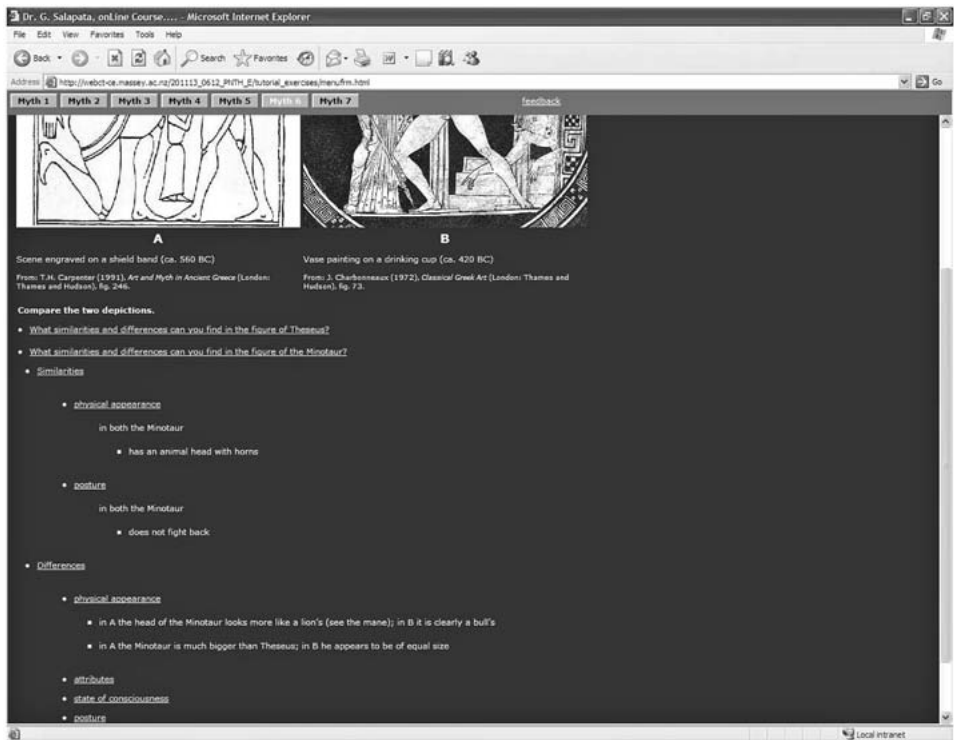 Dr. G. Salapata, onLine Course.... - Microsoft Internet Explorer
File Edit View Favorites Tools Help
Back Search Favorites
Address http://webct-ce.massey.ac.nz/201113_0612_PNTH_E/tutorial_exercises/menufrm.html Go
Myth 1 Myth 2 Myth 3 Myth 4 Myth 5 Myth 6 Myth 7 feedback
A B
Scene engraved on a shield band (ca. 560 BC)
From: T.H. Carpenter (1991), Art and Myth in Ancient Greece (London:
Thames and Hudson), fig. 246.
Vase painting on a drinking cup (ca. 420 BC)
From: J. Charbonneaux (1972), Classical Greek Art (London: Thames and
Hudson), fig. 73.
Compare the two depictions.
• What similarities and differences can you find in the figure of Theseus?
• What similarities and differences can you find in the figure of the Minotaur?
• Similarities
• physical appearance
in both the Minotaur
▪ has an animal head with horns
• posture
in both the Minotaur
▪ does not fight back
• Differences
• physical appearance
▪ in A the head of the Minotaur looks more like a lion's (see the mane); in B it is clearly a bull's
▪ in A the Minotaur is much bigger than Theseus; in B he appears to be of equal size
• attributes
• state of consciousness
• posture
Local intranet